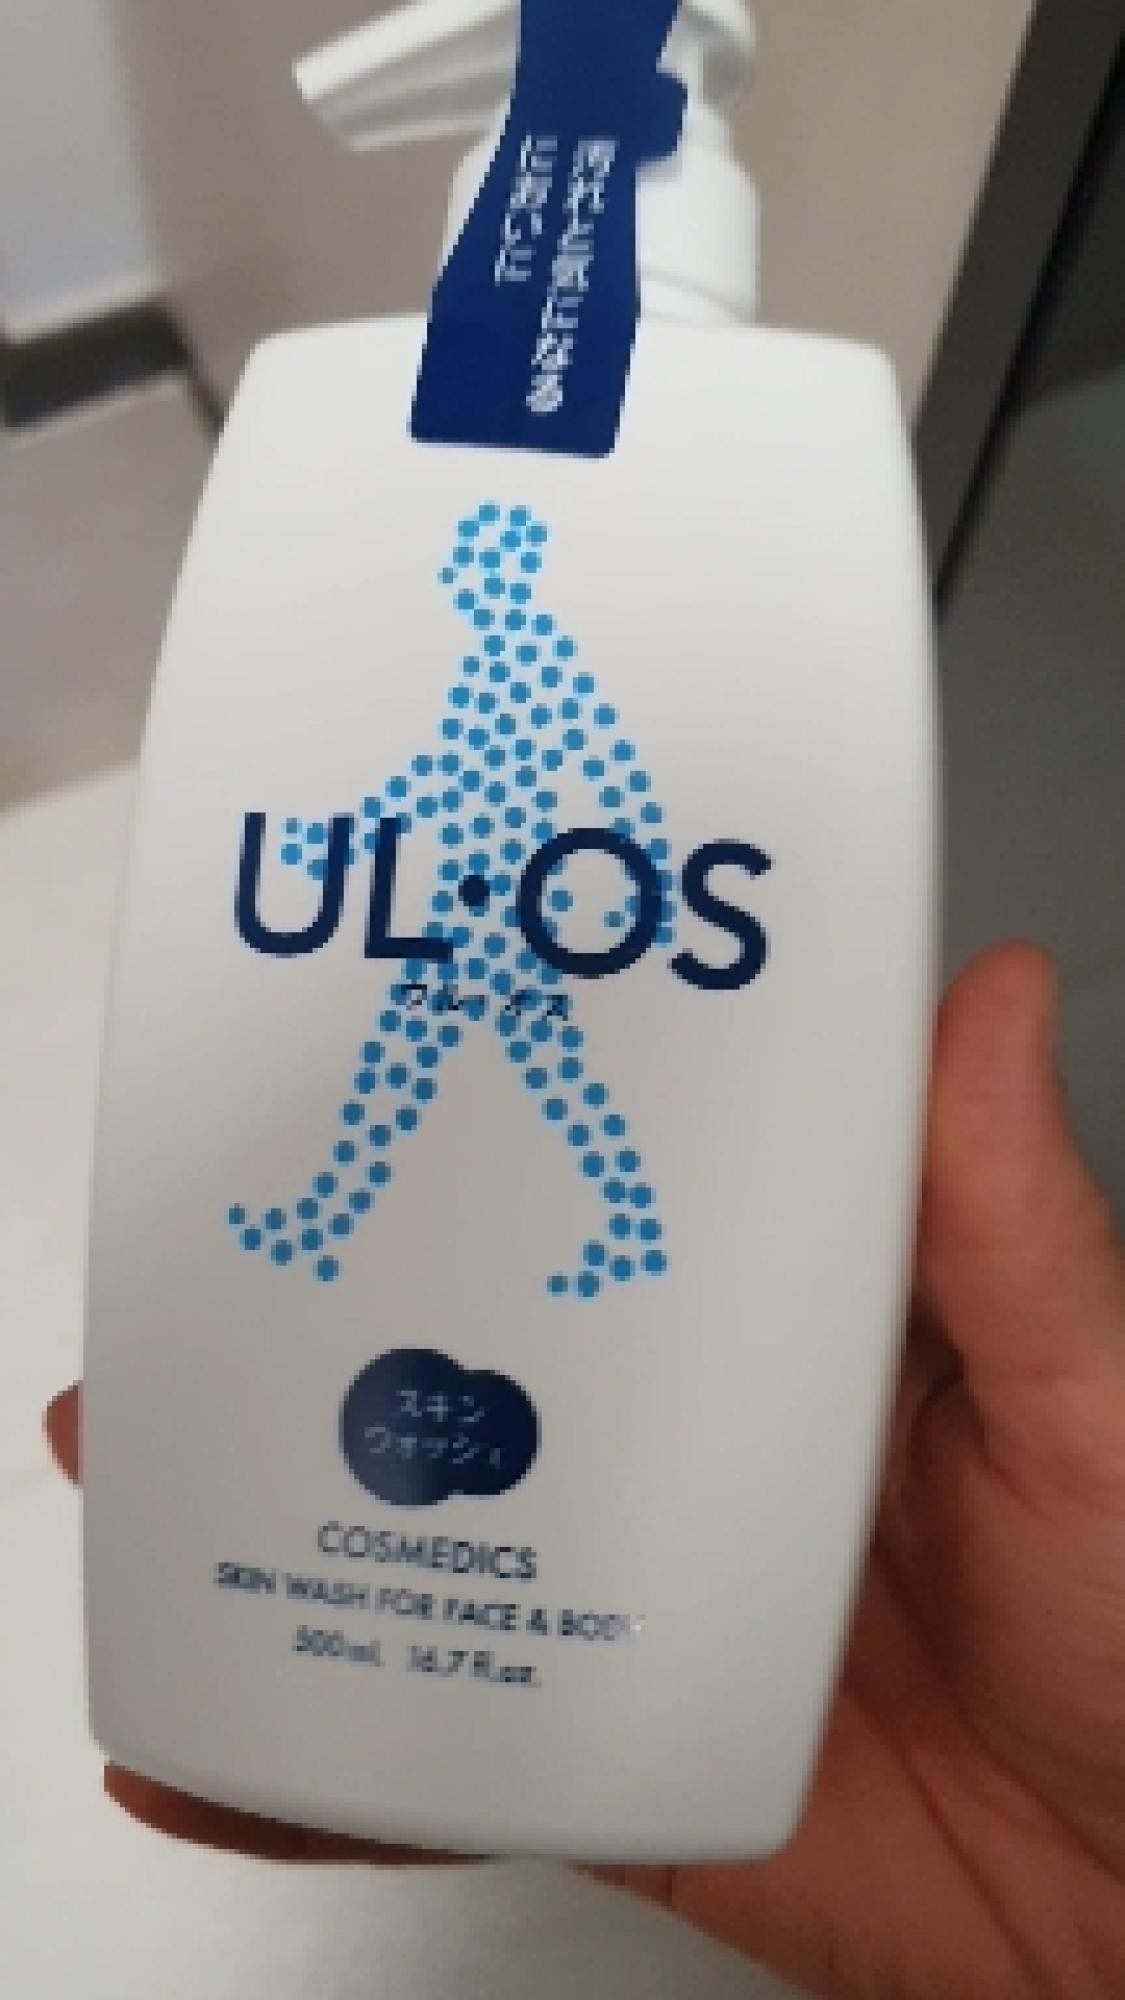 汚れと気になる
においに
UL·OS
ウル・オス
スキン
ウォッシュ
COSMEDICS
SKIN WASH FOR FACE & BODY
500mL 16.7 fl.oz.